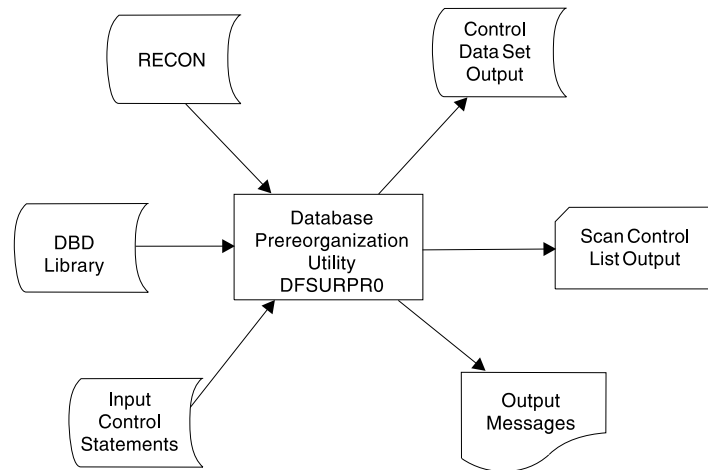 RECON
Control
Data Set
Output
DBD
Library
Database
Prereorganization
Utility
DFSURPR0
Scan Control
List Output
Input
Control
Statements
Output
Messages